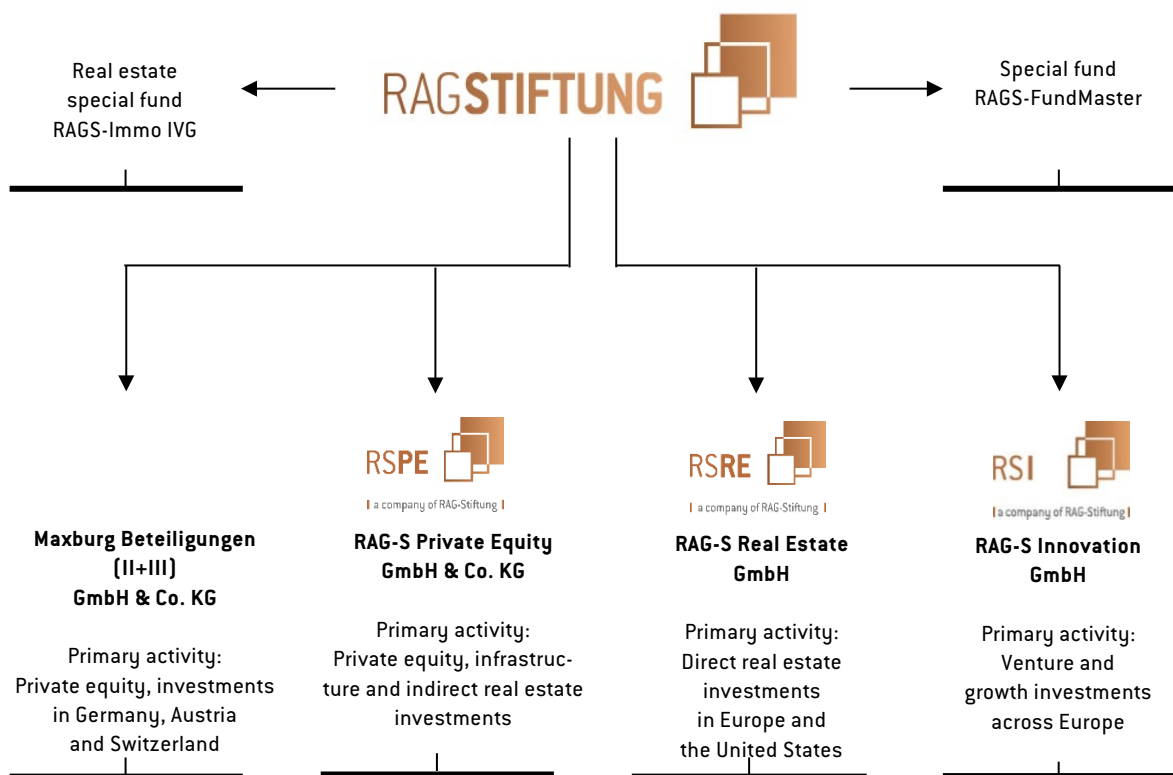 Real estate
special fund
RAGS-Immo IVG
RAGSTIFTUNG
Special fund
RAGS-FundMaster
Maxburg Beteiligungen
(II+III)
GmbH & Co. KG
Primary activity:
Private equity, investments
in Germany, Austria
and Switzerland
RSPE
a company of RAG-Stiftung
RAG-S Private Equity
GmbH & Co. KG
Primary activity:
Private equity, infrastruc-
ture and indirect real estate
investments
RSRE
a company of RAG-Stiftung
RAG-S Real Estate
GmbH
Primary activity:
Direct real estate
investments
in Europe and
the United States
RSI
a company of RAG-Stiftung
RAG-S Innovation
GmbH
Primary activity:
Venture and
growth investments
across Europe